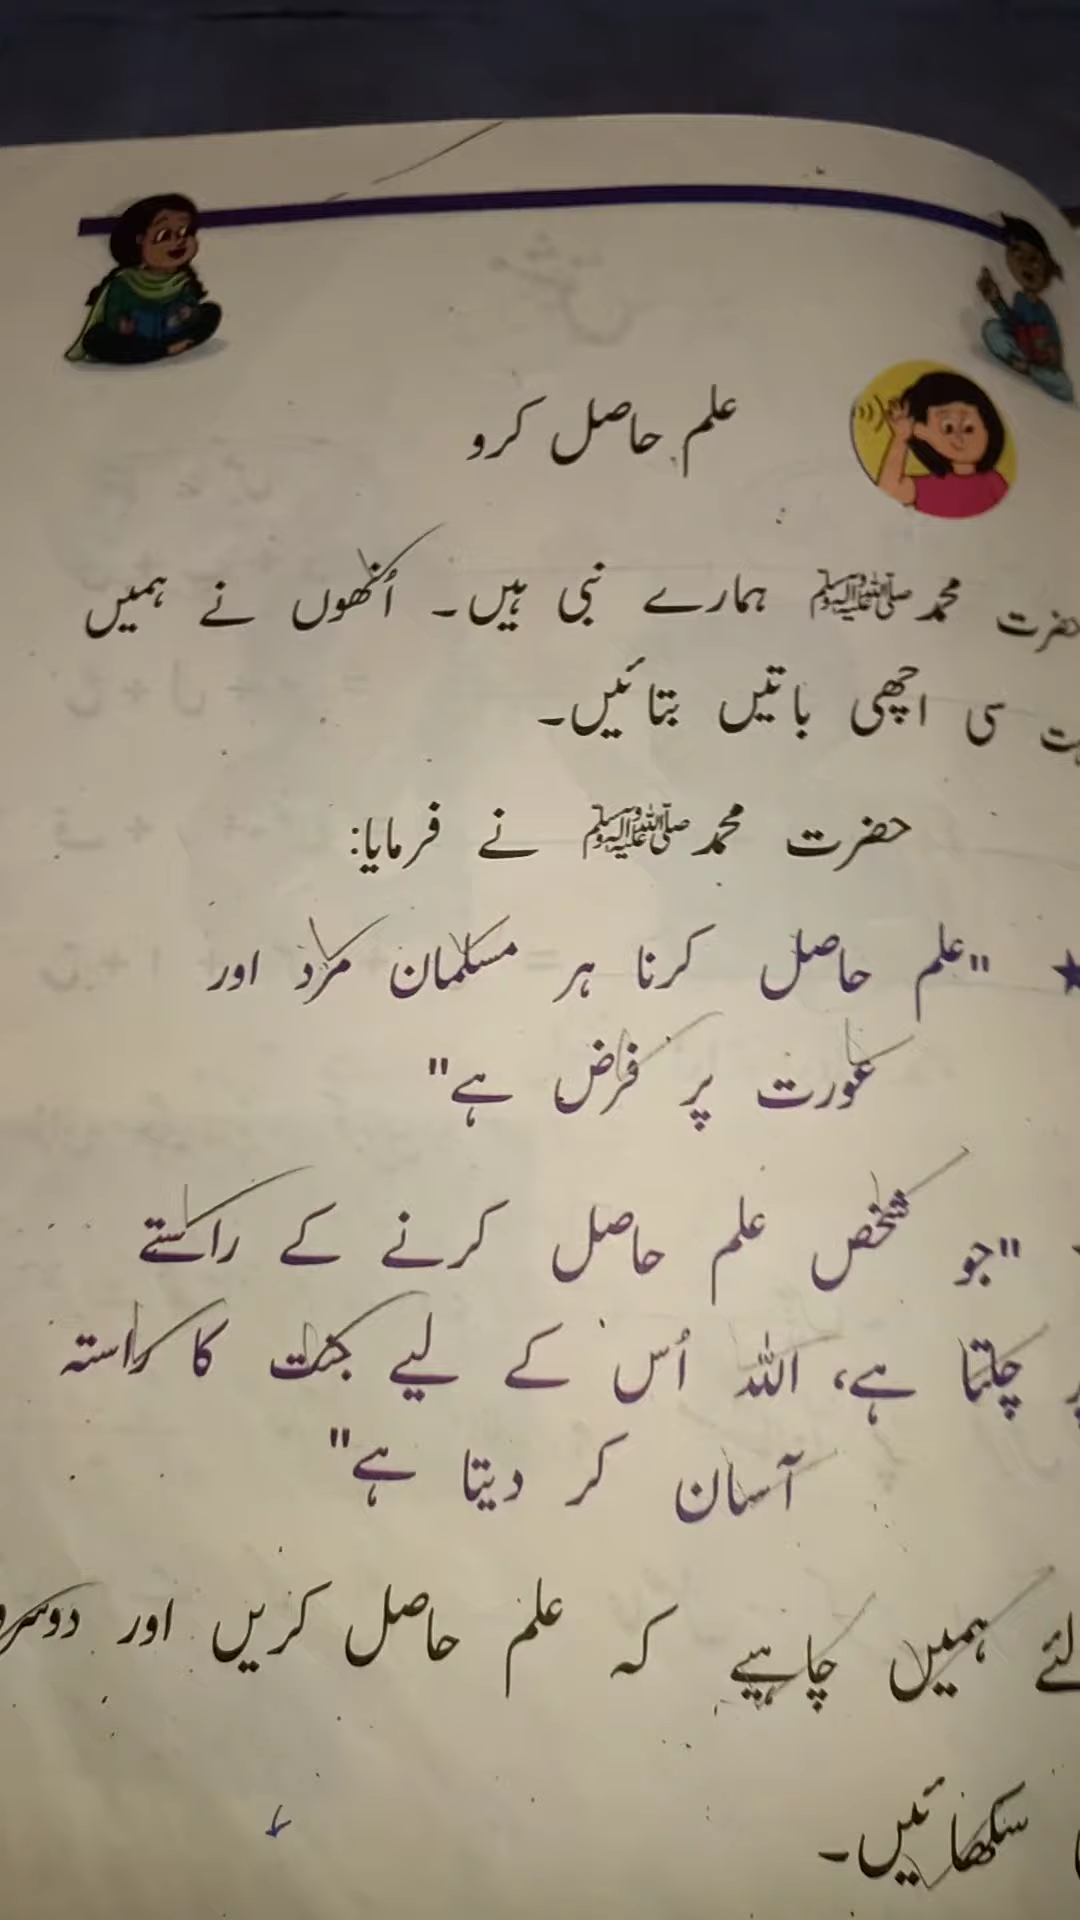 علم حاصل کرو
حضرت محمد ﷺ ہمارے نبی ہیں۔ اُنھوں نے ہمیں
سی اچھی باتیں بتائیں۔
حضرت محمد ﷺ نے فرمایا:
★ "علم حاصل کرنا ہر مسلمان مرد اور
عورت پر فرض ہے"
"جو شخص علم حاصل کرنے کے راستے
چلتا ہے، اللہ اُس کے لیے جنت کا راستہ
آسان کر دیتا ہے"
لئے ہمیں چاہیے کہ علم حاصل کریں اور
سکھائیں۔